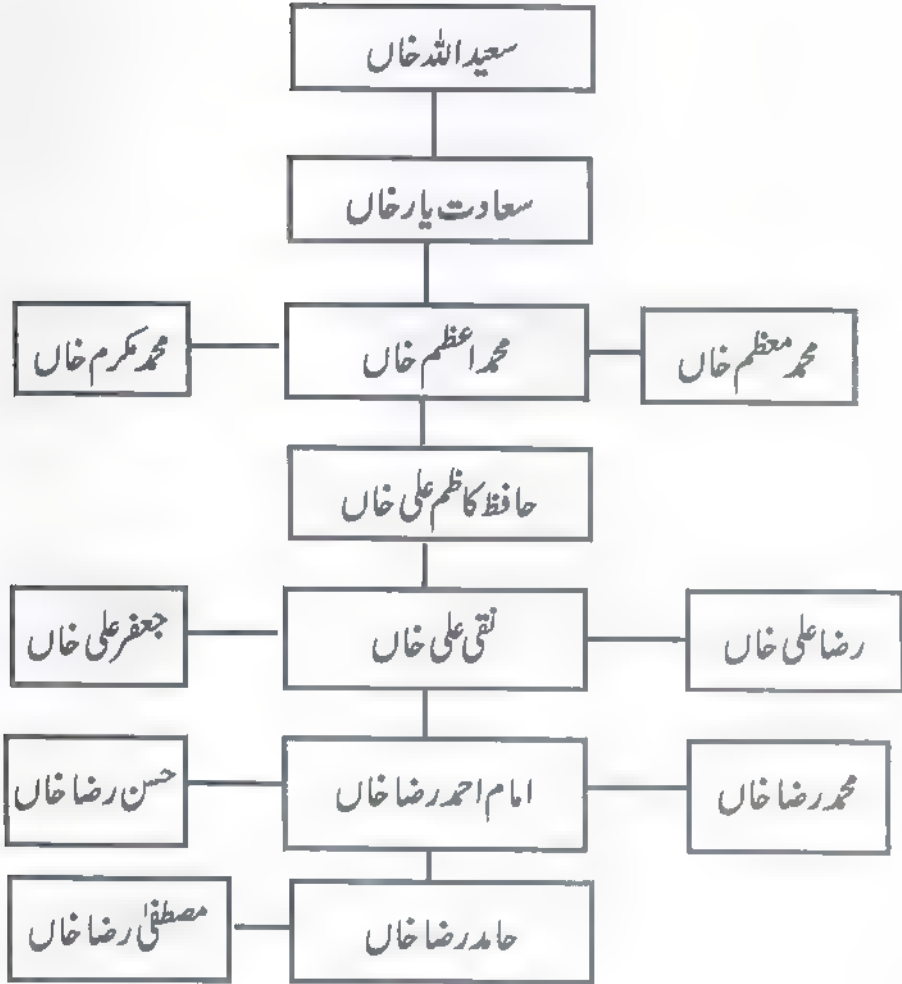 سعید اللہ خاں
سعادت یار خاں
محمد معظم خاں
محمد اعظم خاں
محمد مکرم خاں
حافظ کاظم علی خاں
رضا علی خاں
نقی علی خاں
جعفر علی خاں
محمد رضا خاں
امام احمد رضا خاں
حسن رضا خاں
حامد رضا خاں
مصطفیٰ رضا خاں